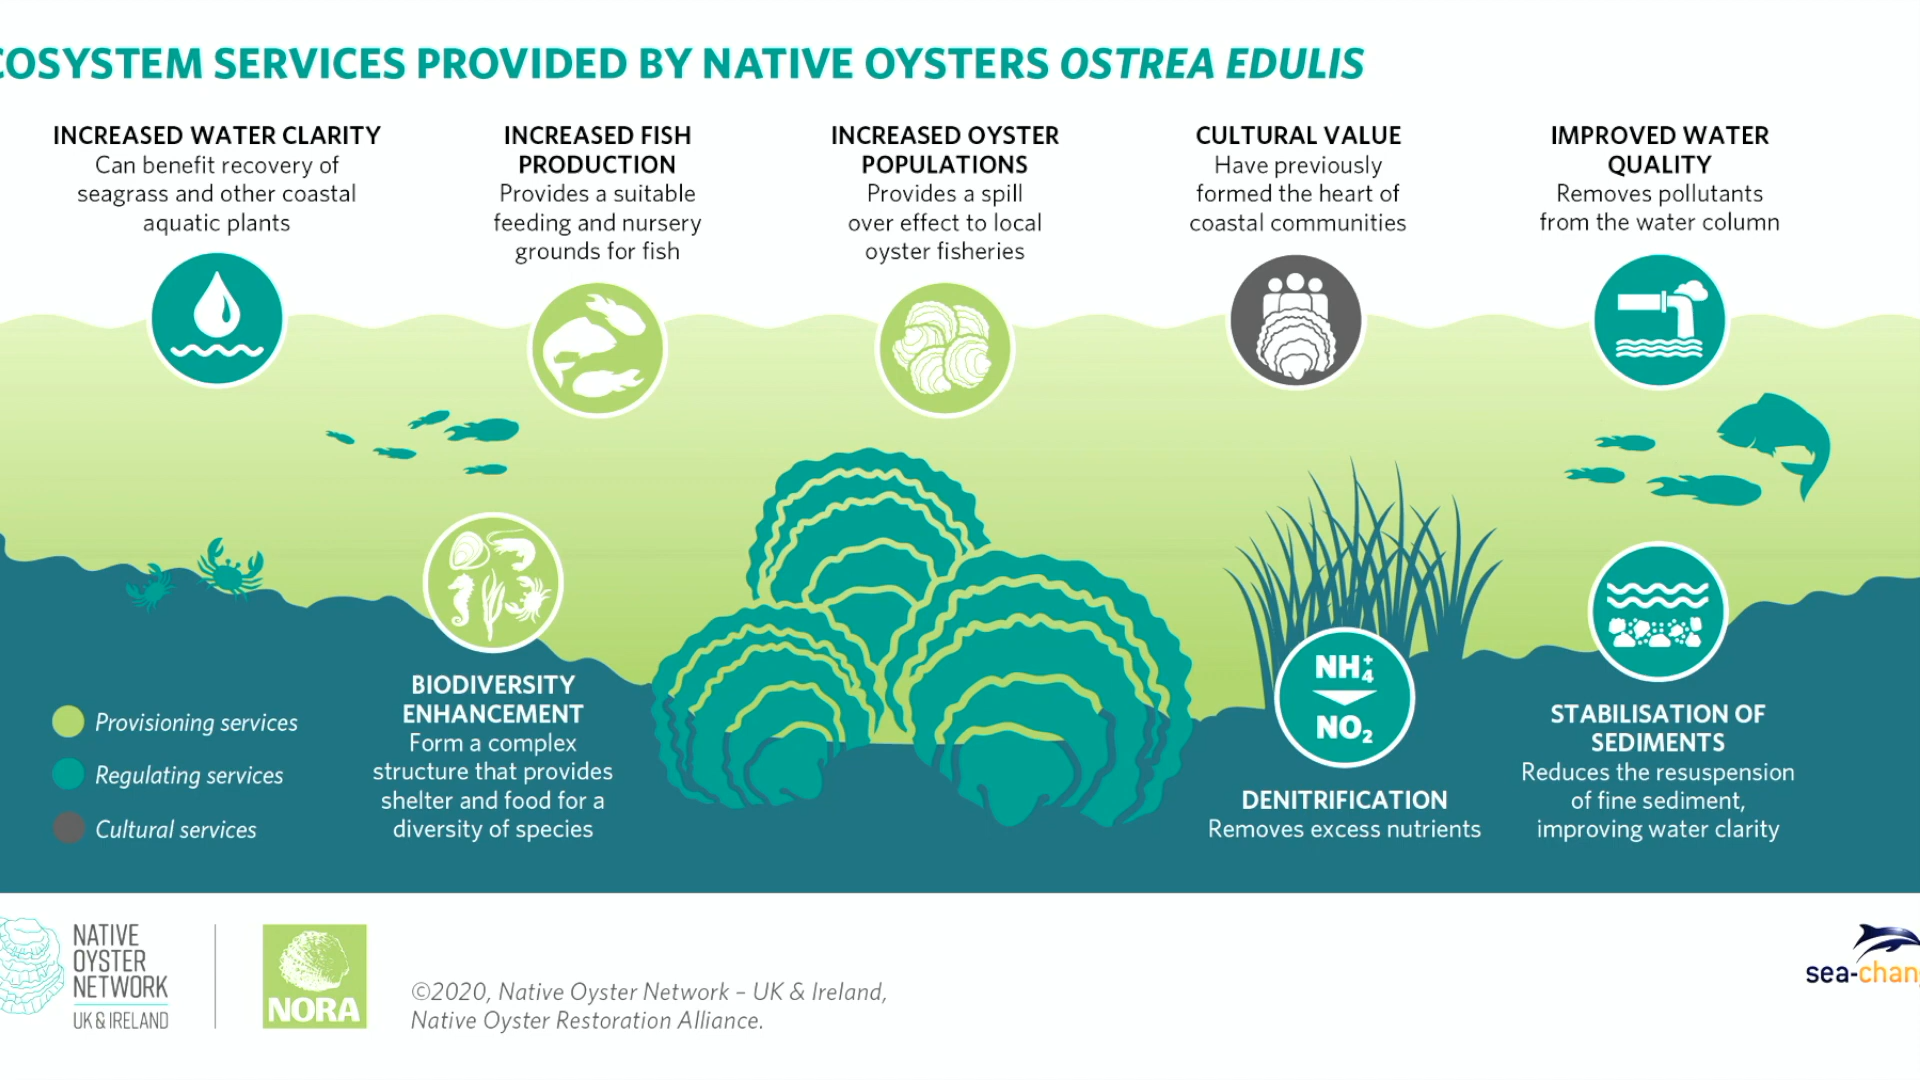 COSYSTEM SERVICES PROVIDED BY NATIVE OYSTERS OSTREA EDULIS
INCREASED WATER CLARITY
Can benefit recovery of
seagrass and other coastal
aquatic plants
INCREASED FISH
PRODUCTION
Provides a suitable
feeding and nursery
grounds for fish
INCREASED OYSTER
POPULATIONS
Provides a spill
over effect to local
oyster fisheries
CULTURAL VALUE
Have previously
formed the heart of
coastal communities
IMPROVED WATER
QUALITY
Removes pollutants
from the water column
Provisioning services
Regulating services
Cultural services
BIODIVERSITY
ENHANCEMENT
Form a complex
structure that provides
shelter and food for a
diversity of species
NH₄⁺
NO₂
DENITRIFICATION
Removes excess nutrients
STABILISATION OF
SEDIMENTS
Reduces the resuspension
of fine sediment,
improving water clarity
NATIVE
OYSTER
NETWORK
UK & IRELAND
NORA
©2020, Native Oyster Network – UK & Ireland,
Native Oyster Restoration Alliance.
sea-chan